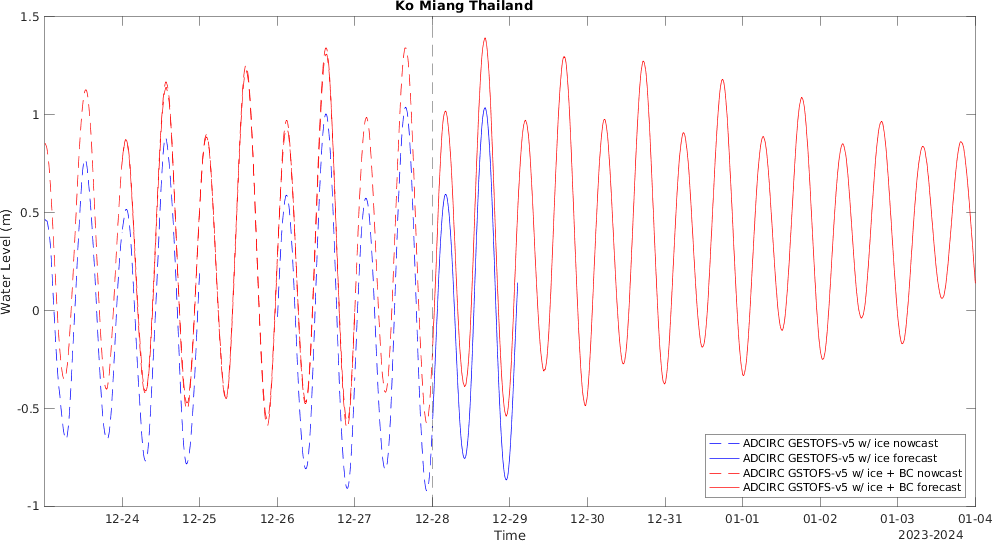 Ko Miang Thailand
1.5
1
0.5
0
-0.5
-1
Water Level (m)
ADCIRC GESTOFS-v5 w/ ice nowcast
ADCIRC GESTOFS-v5 w/ ice forecast
ADCIRC GSTOFS-v5 w/ ice + BC nowcast
ADCIRC GSTOFS-v5 w/ ice + BC forecast
12-24 12-25 12-26 12-27 12-28 12-29 12-30 12-31 01-01 01-02 01-03 01-04
Time
2023-2024